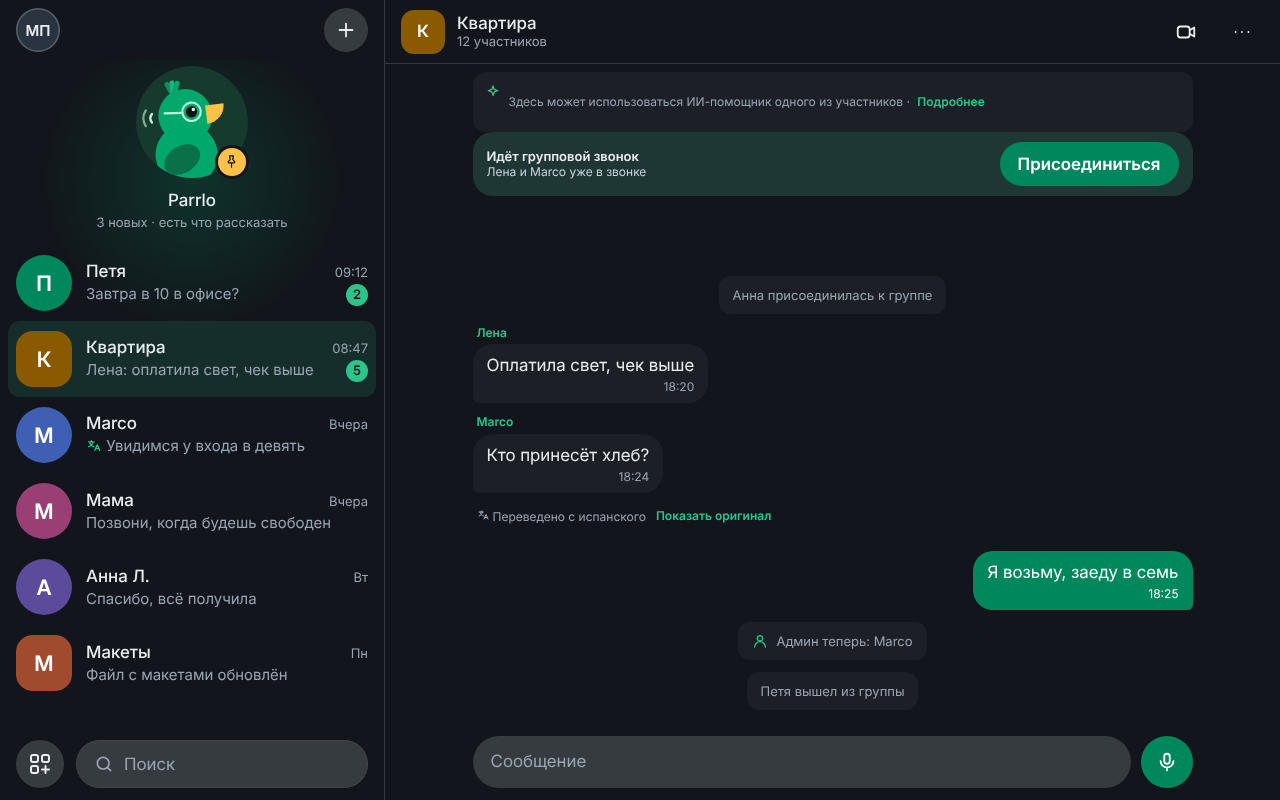 МП
Parrlo
3 новых · есть что рассказать
П
Петя
09:12
Завтра в 10 в офисе?
2
К
Квартира
08:47
Лена: оплатила свет, чек выше
5
M
Marco
Вчера
Увидимся у входа в девять
М
Мама
Вчера
Позвони, когда будешь свободен
А
Анна Л.
Вт
Спасибо, всё получила
М
Макеты
Пн
Файл с макетами обновлён
Поиск
К
Квартира
12 участников
Здесь может использоваться ИИ-помощник одного из участников · Подробнее
Идёт групповой звонок
Лена и Marco уже в звонке
Присоединиться
Анна присоединилась к группе
Лена
Оплатила свет, чек выше
18:20
Marco
Кто принесёт хлеб?
18:24
Переведено с испанского Показать оригинал
Я возьму, заеду в семь
18:25
Админ теперь: Marco
Петя вышел из группы
Сообщение